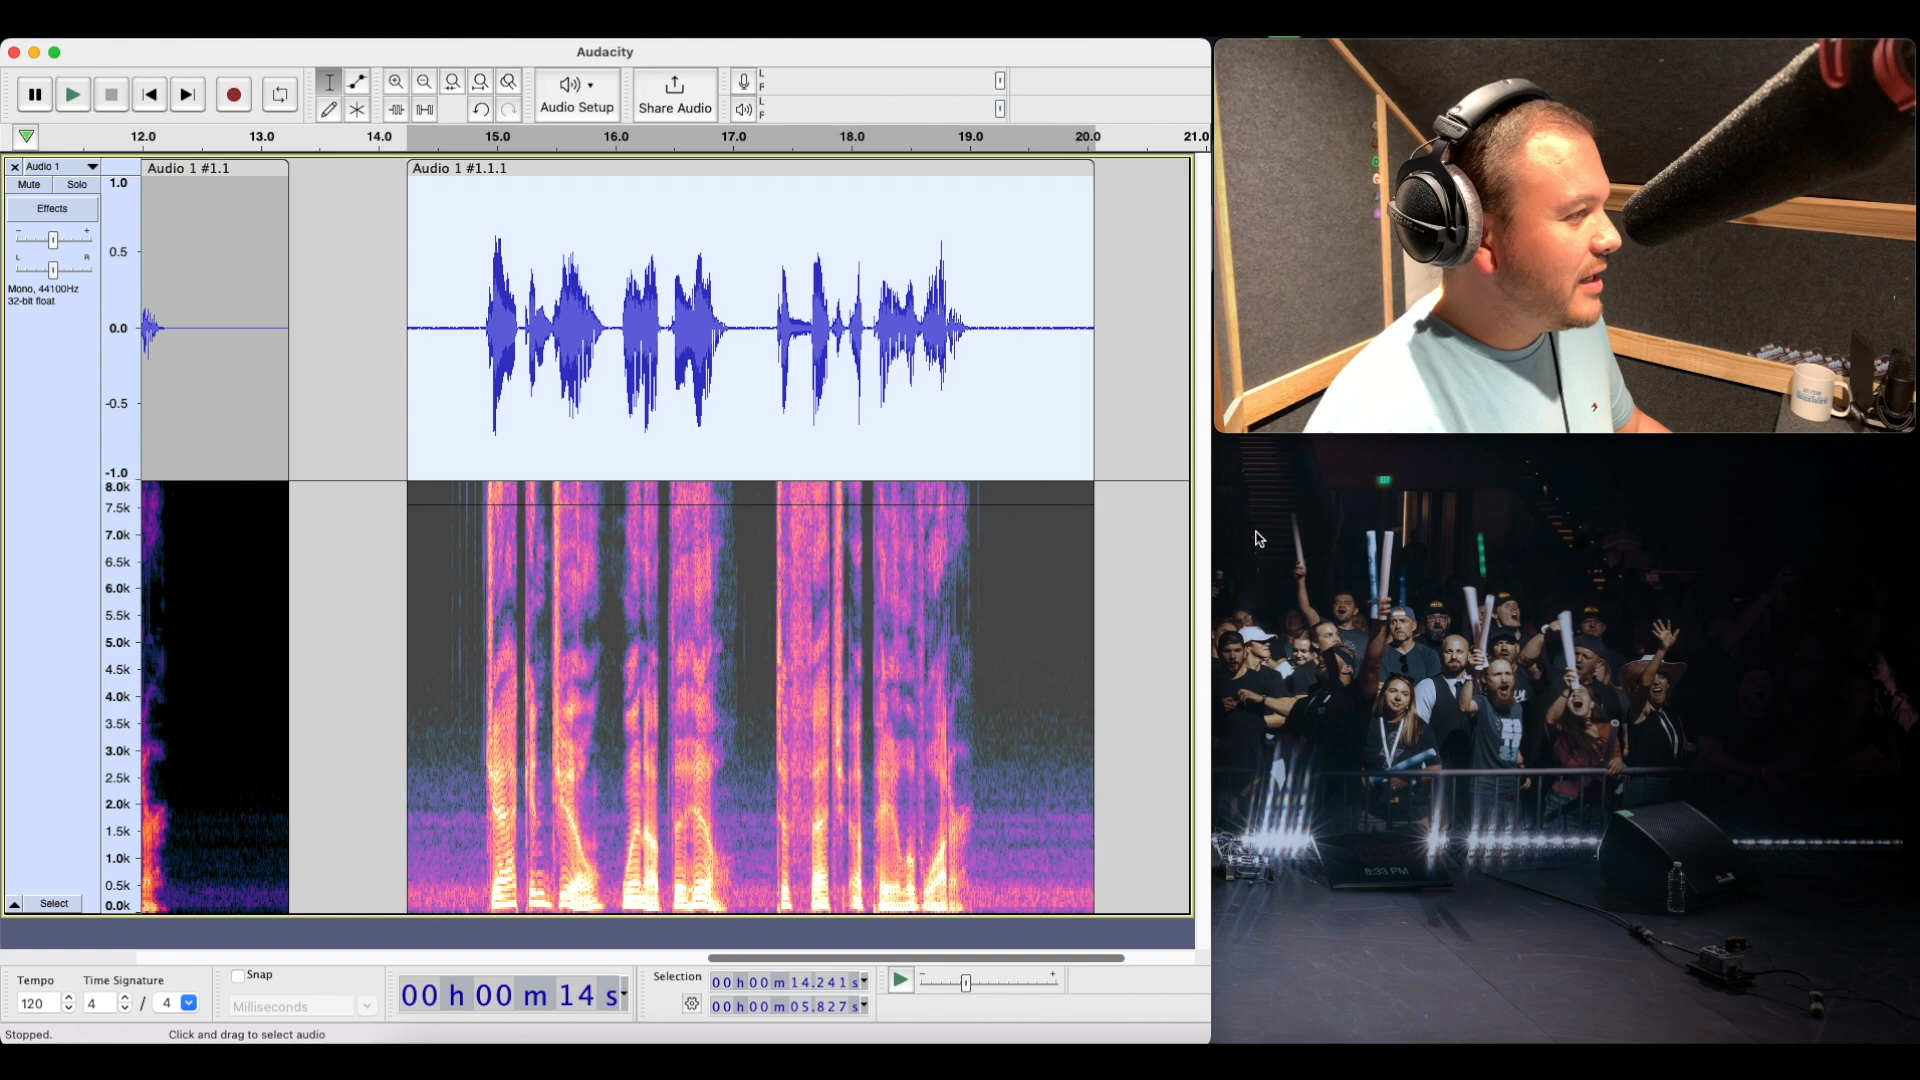 Audacity
Audio Setup
Share Audio
L
F
L
F
12.0 13.0 14.0 15.0 16.0 17.0 18.0 19.0 20.0 21.0
Audio 1
Mute Solo
Effects
- +
L R
Mono, 44100Hz
32-bit float
Select
1.0
0.5
0.0
-0.5
-1.0
8.0k
7.5k
7.0k
6.5k
6.0k
5.5k
5.0k
4.5k
4.0k
3.5k
3.0k
2.5k
2.0k
1.5k
1.0k
0.5k
0.0k
Audio 1 #1.1
Audio 1 #1.1.1
Tempo
120
Time Signature
4 / 4
Snap
Milliseconds
00 h 00 m 14 s
Selection
00 h 00 m 14.241 s
00 h 00 m 05.827 s
- +
Stopped.
Click and drag to select audio
8:33 PM